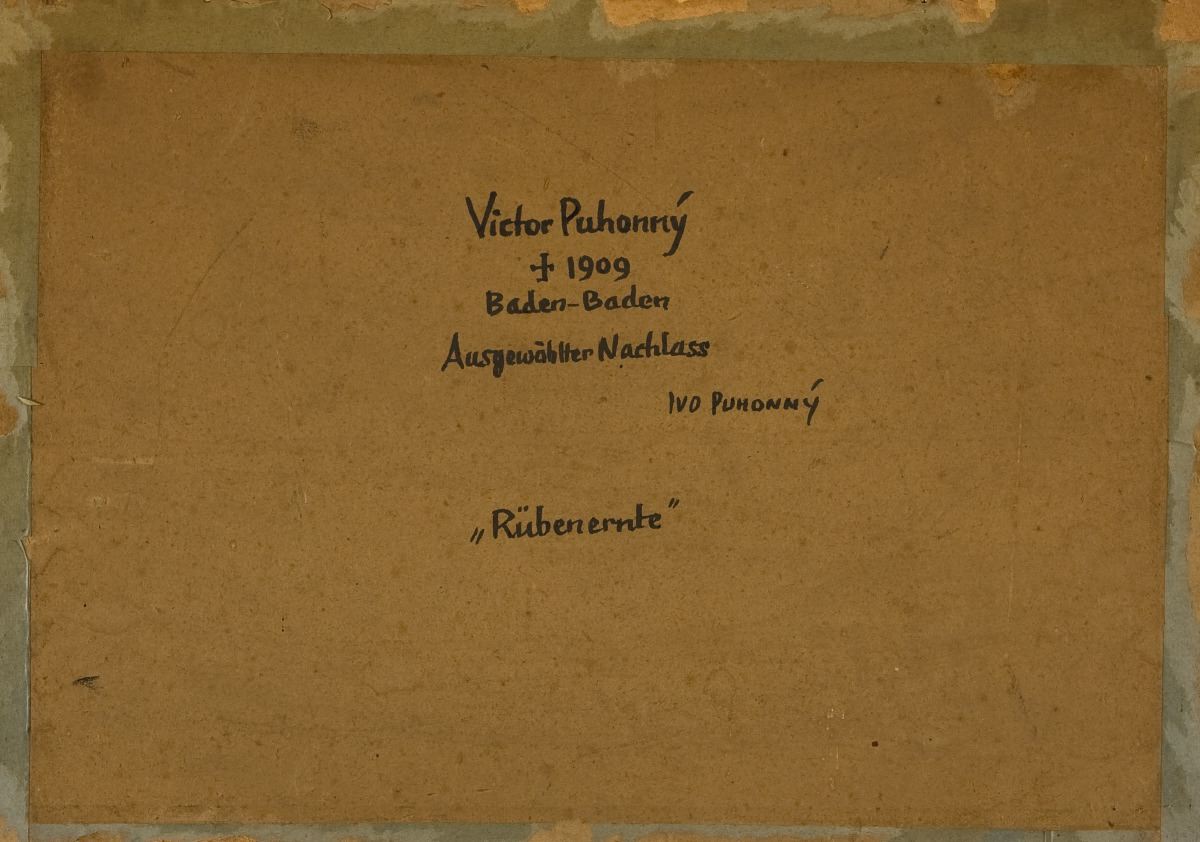 Victor Puhonný
✝ 1909
Baden-Baden
Ausgewählter Nachlass
IVO PUHONNÝ
„Rübenernte"